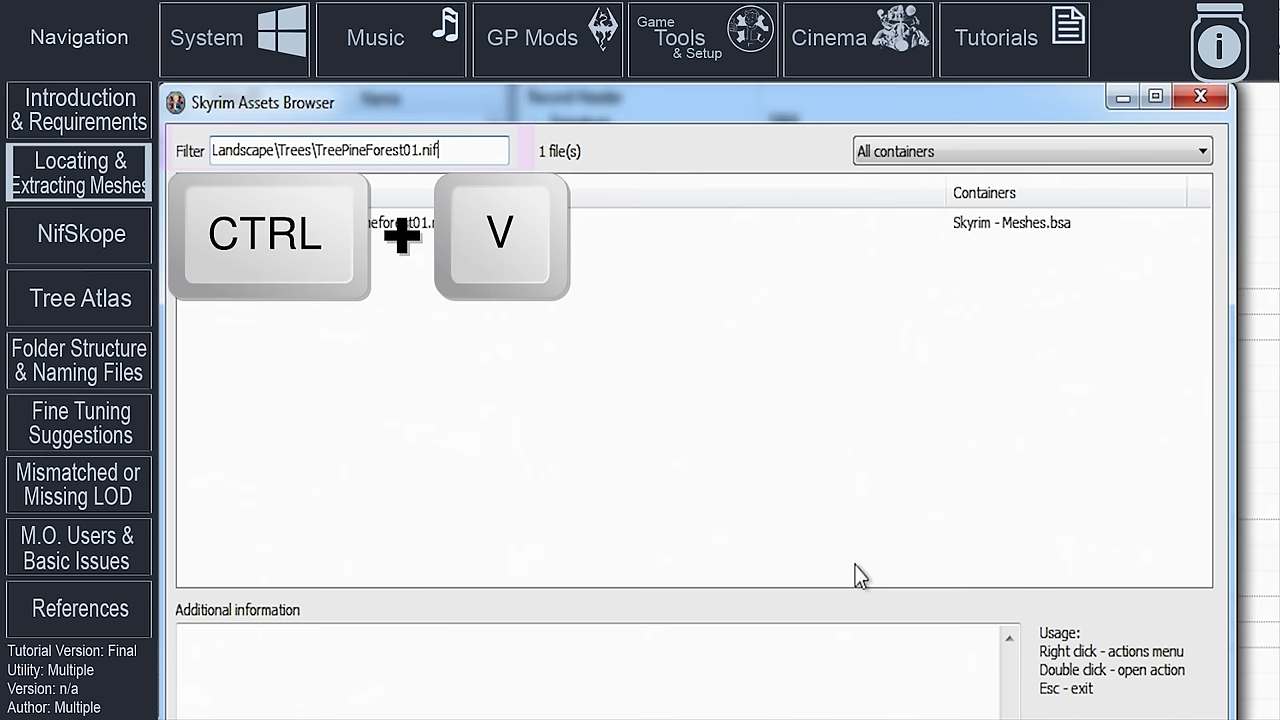 Navigation
System
Music
GP Mods
Game
Tools
& Setup
Cinema
Tutorials
i
Introduction
& Requirements
Locating &
Extracting Meshes
NifSkope
Tree Atlas
Folder Structure
& Naming Files
Fine Tuning
Suggestions
Mismatched or
Missing LOD
M.O. Users &
Basic Issues
References
Tutorial Version: Final
Utility: Multiple
Version: n/a
Author: Multiple
Skyrim Assets Browser
Name
Record Header
Filter Landscape\Trees\TreePineForest01.nif
1 file(s)
All containers
Containers
Skyrim - Meshes.bsa
CTRL + V
Additional information
Usage:
Right click - actions menu
Double click - open action
Esc - exit